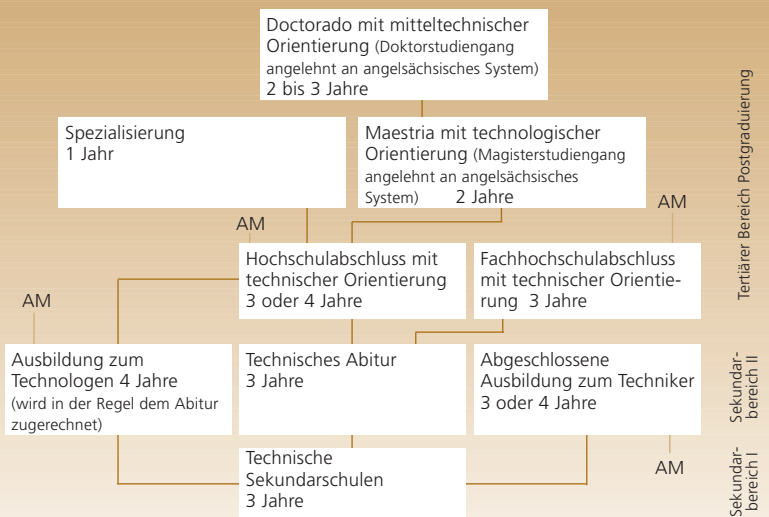 Doctorado mit mitteltechnischer
Orientierung (Doktorstudiengang
angelehnt an angelsächsisches System)
2 bis 3 Jahre
Spezialisierung
1 Jahr
Maestria mit technologischer
Orientierung (Magisterstudiengang
angelehnt an angelsächsisches
System) 2 Jahre
AM
AM
Hochschulabschluss mit
technischer Orientierung
3 oder 4 Jahre
Fachhochschulabschluss
mit technischer Orientie-
rung 3 Jahre
Tertiärer Bereich Postgraduierung
AM
Ausbildung zum
Technologen 4 Jahre
(wird in der Regel dem Abitur
zugerechnet)
Technisches Abitur
3 Jahre
Abgeschlossene
Ausbildung zum Techniker
3 oder 4 Jahre
Sekundar-
bereich II
Technische
Sekundarschulen
3 Jahre
AM
Sekundar-
bereich I